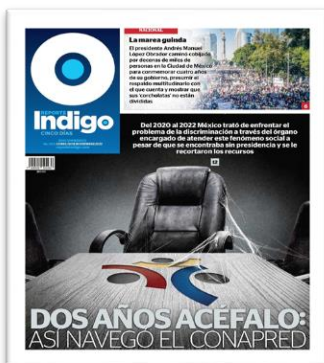 NACIONAL
La marea guinda
El presidente Andrés Manuel
López Obrador caminó cobijado
por decenas de miles de
personas en la Ciudad de México
para conmemorar cuatro años
de su gobierno, presumir el
respaldo multitudinario con
el que cuenta y mostrar que
sus 'corcholatas' no están
divididas
REPORTE
Indigo
CINCO DÍAS
Del 2020 al 2022 México trató de enfrentar el
problema de la discriminación a través del órgano
encargado de atender este fenómeno social a
pesar de que se encontraba sin presidencia y se le
recortaron los recursos
12
DOS AÑOS ACÉFALO:
ASÍ NAVEGÓ EL CONAPRED